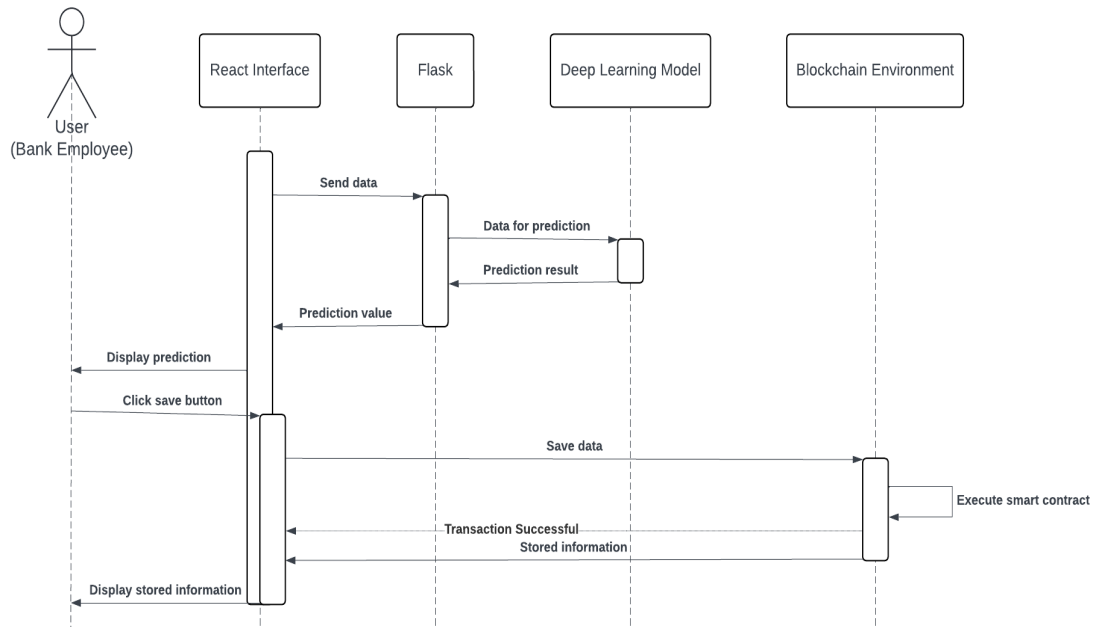 React Interface
Flask
Deep Learning Model
Blockchain Environment
User
(Bank Employee)
Send data
Data for prediction
Prediction result
Prediction value
Display prediction
Click save button
Save data
Execute smart contract
Transaction Successful
Stored information
Display stored information